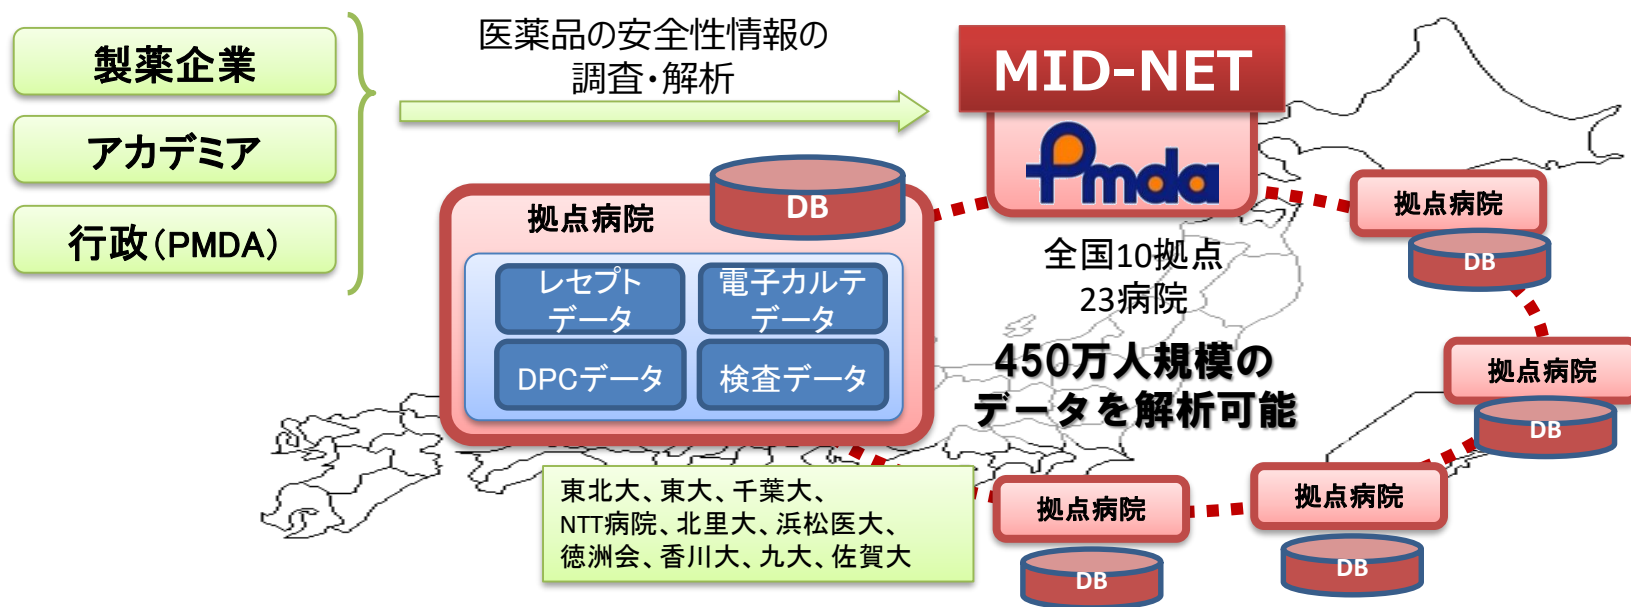 製薬企業
アカデミア
行政（PMDA）
医薬品の安全性情報の
調査・解析
MID-NET
Pmda
拠点病院
DB
レセプト
データ
電子カルテ
データ
DPCデータ
検査データ
全国10拠点
23病院
450万人規模の
データを解析可能
拠点病院
DB
拠点病院
DB
拠点病院
DB
拠点病院
DB
東北大、東大、千葉大、
NTT病院、北里大、浜松医大、
徳洲会、香川大、九大、佐賀大